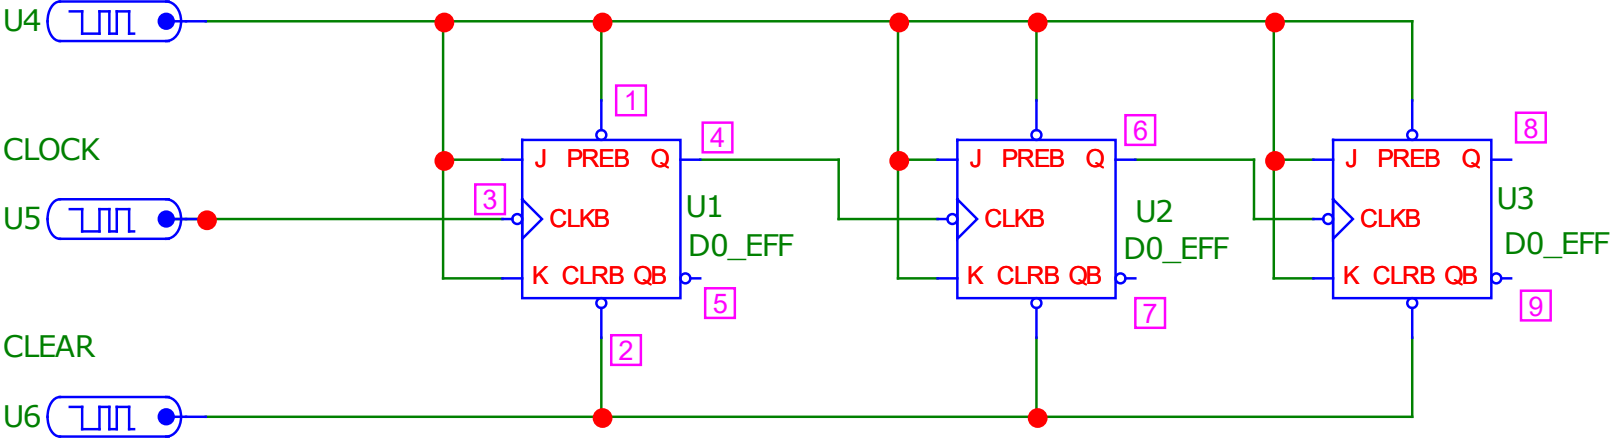 U4
1
CLOCK
4
6
8
J PREB Q
J PREB Q
J PREB Q
3
U5
CLKB
U1
CLKB
U2
CLKB
U3
D0_EFF
D0_EFF
D0_EFF
K CLRB QB
K CLRB QB
K CLRB QB
5
7
9
CLEAR
2
U6